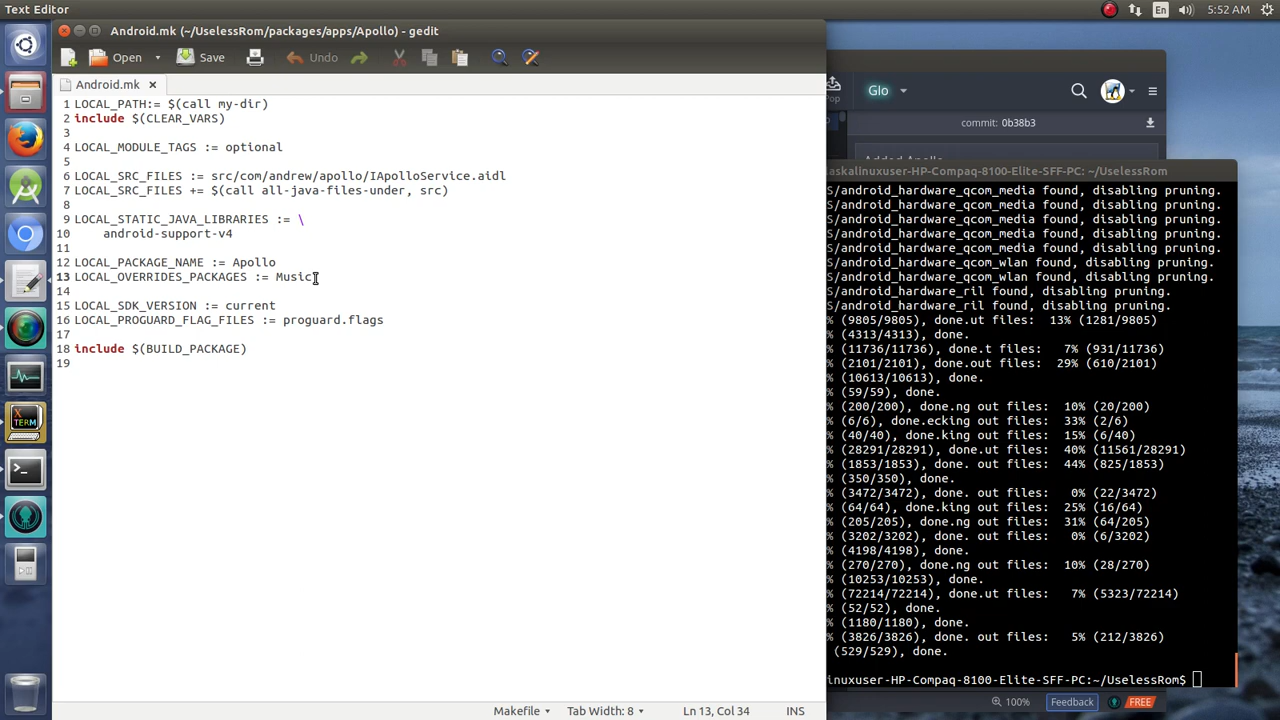 Text Editor
En
5:52 AM
Android.mk (~/UselessRom/packages/apps/Apollo) - gedit
Open
Save
Undo
Android.mk
1 LOCAL_PATH:= $(call my-dir)
2 include $(CLEAR_VARS)
3
4 LOCAL_MODULE_TAGS := optional
5
6 LOCAL_SRC_FILES := src/com/andrew/apollo/IApolloService.aidl
7 LOCAL_SRC_FILES += $(call all-java-files-under, src)
8
9 LOCAL_STATIC_JAVA_LIBRARIES := \
10 android-support-v4
11
12 LOCAL_PACKAGE_NAME := Apollo
13 LOCAL_OVERRIDES_PACKAGES := Music
14
15 LOCAL_SDK_VERSION := current
16 LOCAL_PROGUARD_FLAG_FILES := proguard.flags
17
18 include $(BUILD_PACKAGE)
19
Makefile
Tab Width: 8
Ln 13, Col 34
INS
Pop
Glo
commit: 0b38b3
Added Apollo
askalinuxuser-HP-Compaq-8100-Elite-SFF-PC: ~/UselessRom
S/android_hardware_qcom_media found, disabling pruning.
S/android_hardware_qcom_media found, disabling pruning.
S/android_hardware_qcom_media found, disabling pruning.
S/android_hardware_qcom_media found, disabling pruning.
S/android_hardware_qcom_media found, disabling pruning.
S/android_hardware_qcom_wlan found, disabling pruning.
S/android_hardware_qcom_wlan found, disabling pruning.
S/android_hardware_ril found, disabling pruning.
S/android_hardware_ril found, disabling pruning.
% (9805/9805), done.ut files: 13% (1281/9805)
% (4313/4313), done.
% (11736/11736), done.t files: 7% (931/11736)
% (2101/2101), done.out files: 29% (610/2101)
% (10613/10613), done.
% (59/59), done.
% (200/200), done.ng out files: 10% (20/200)
% (6/6), done.ecking out files: 33% (2/6)
% (40/40), done.king out files: 15% (6/40)
% (28291/28291), done.ut files: 40% (11561/28291)
% (1853/1853), done. out files: 44% (825/1853)
% (350/350), done.
% (3472/3472), done. out files: 0% (22/3472)
% (64/64), done.king out files: 25% (16/64)
% (205/205), done.ng out files: 31% (64/205)
% (3202/3202), done. out files: 0% (6/3202)
% (4198/4198), done.
% (270/270), done.ng out files: 10% (28/270)
% (10253/10253), done.
% (72214/72214), done.ut files: 7% (5323/72214)
% (52/52), done.
% (1180/1180), done.
% (3826/3826), done. out files: 5% (212/3826)
(529/529), done.
inuxuser-HP-Compaq-8100-Elite-SFF-PC:~/UselessRom$
100%
Feedback
FREE
X
TERM